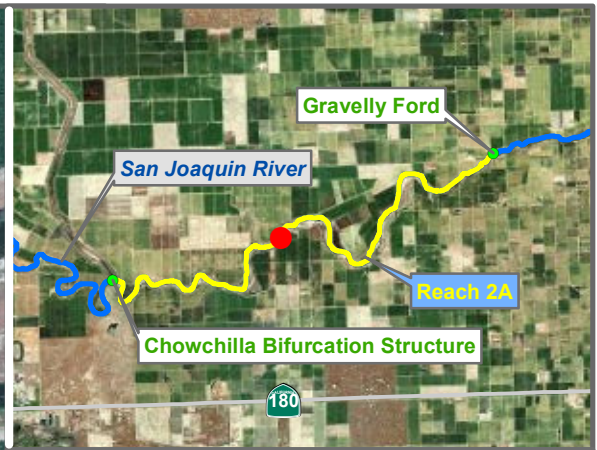 Gravelly Ford
San Joaquin River
Reach 2A
Chowchilla Bifurcation Structure
180